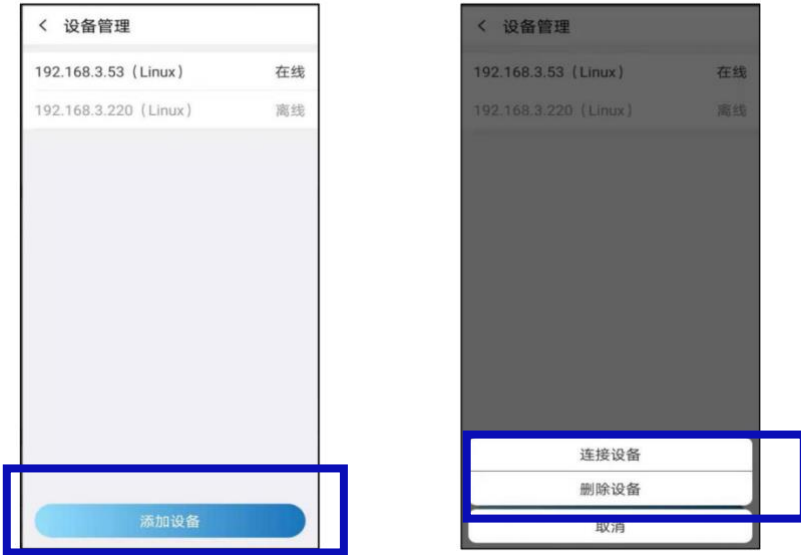 设备管理
192.168.3.53（Linux） 在线
192.168.3.220（Linux） 离线
添加设备
设备管理
192.168.3.53（Linux） 在线
192.168.3.220（Linux） 离线
连接设备
删除设备
取消